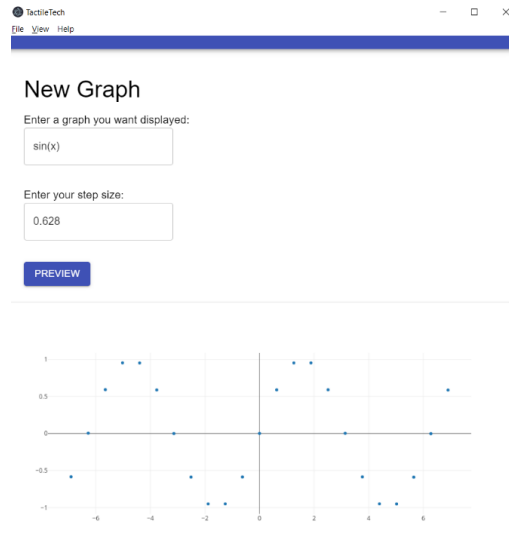 TactileTech
File View Help
New Graph
Enter a graph you want displayed:
sin(x)
Enter your step size:
0.628
PREVIEW
1
0.5
0
−0.5
−1
−6 −4 −2 0 2 4 6